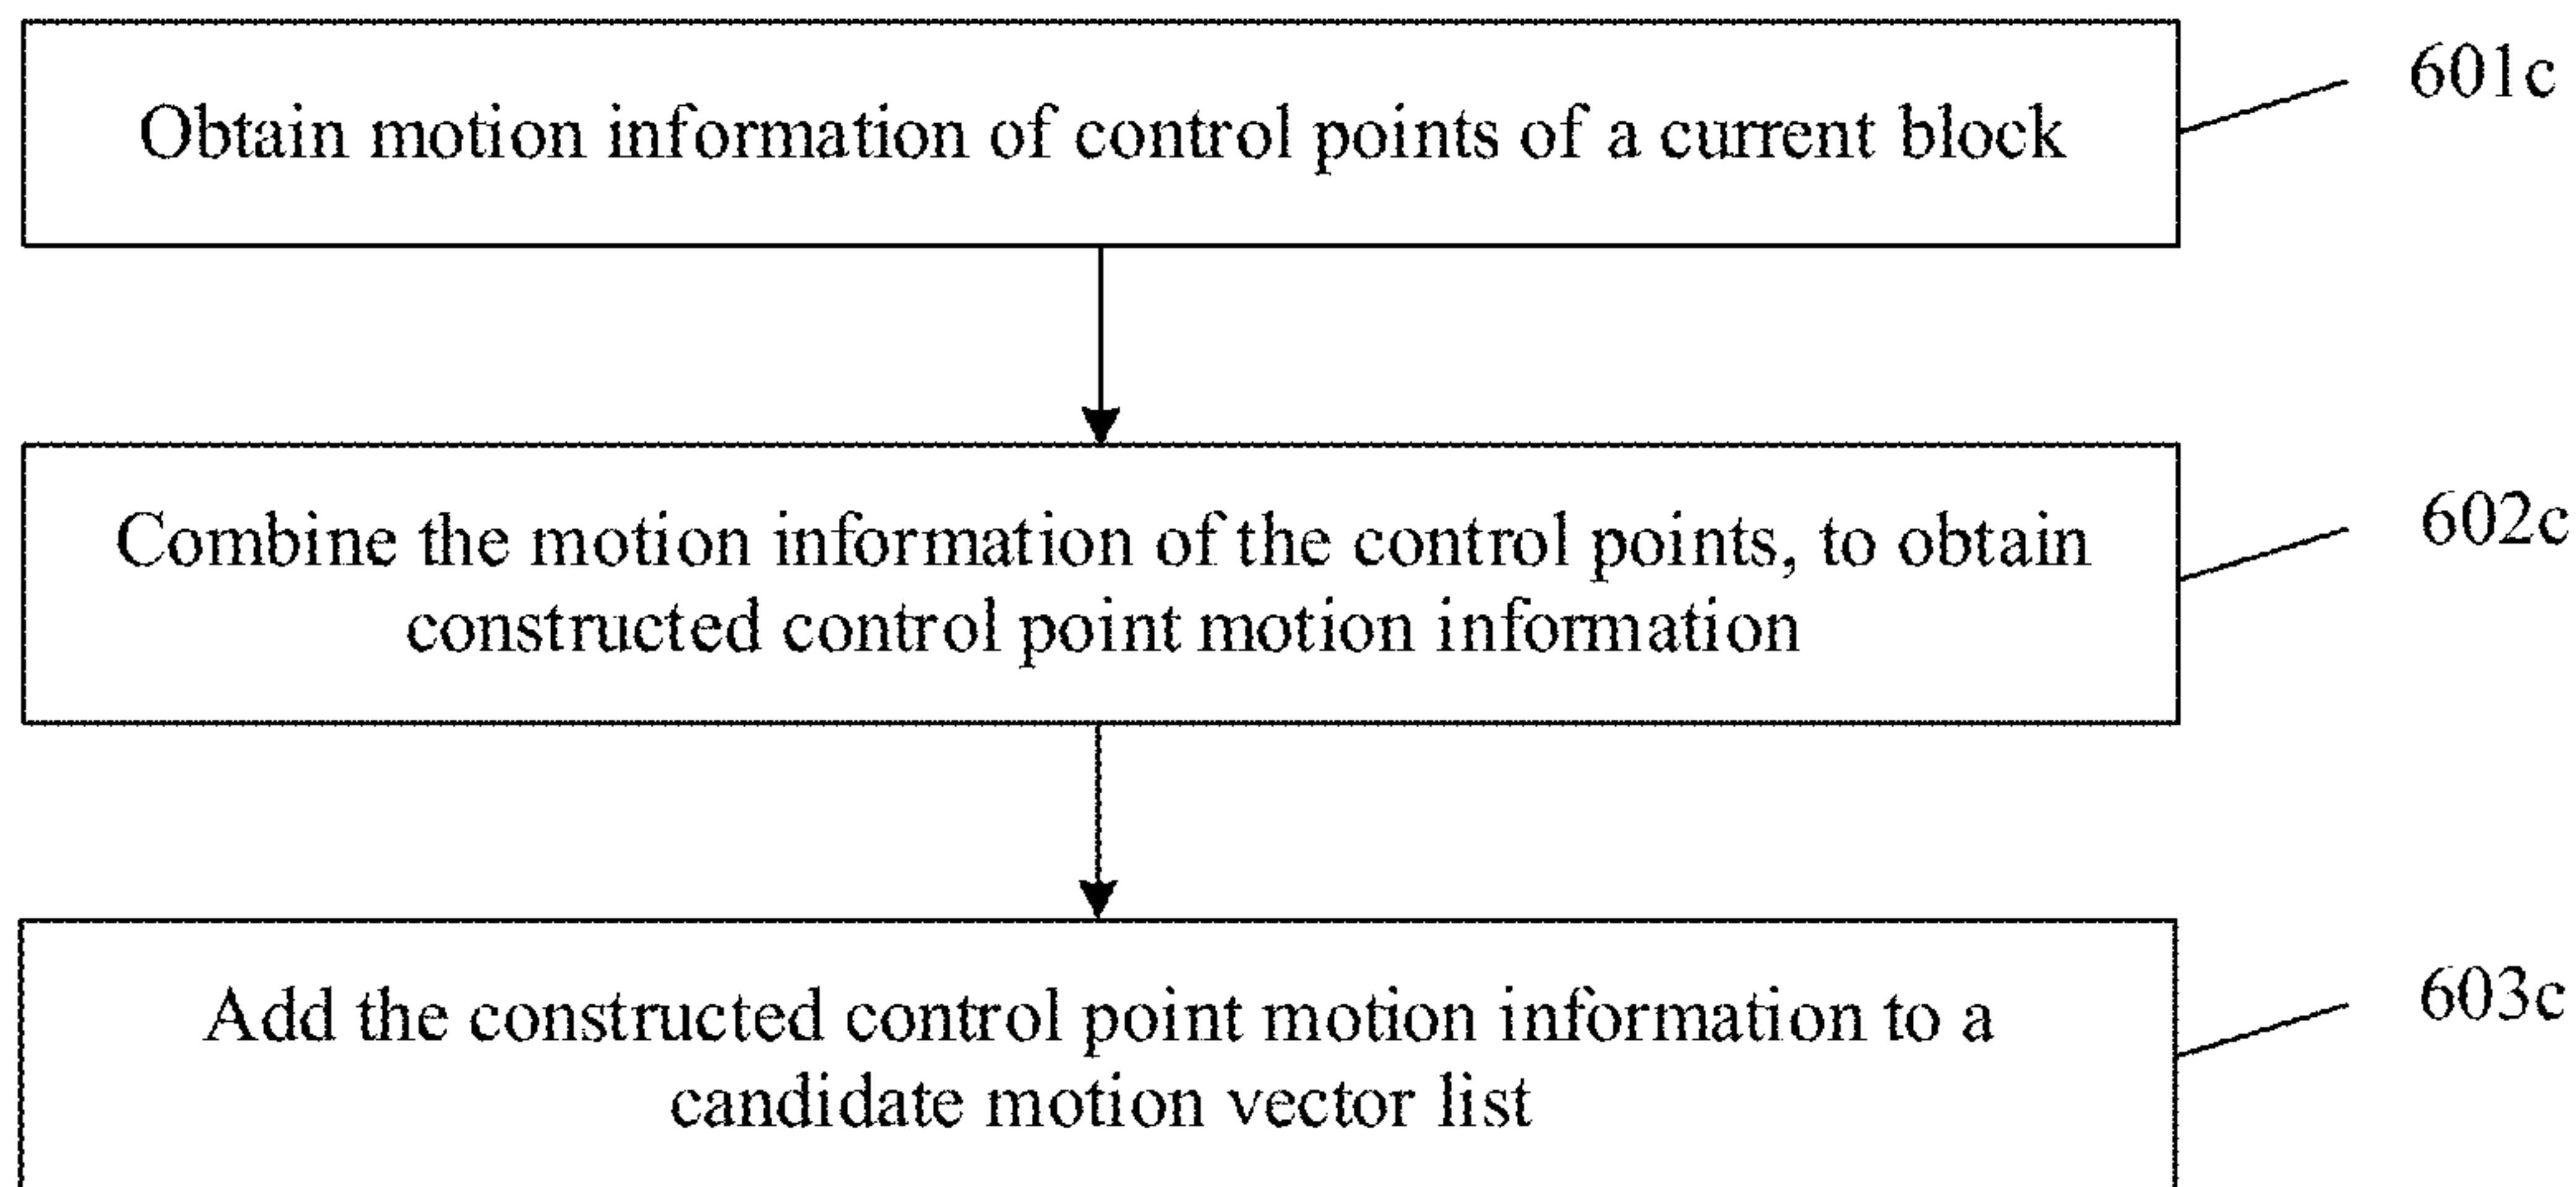 Obtain motion information of control points of a current block
601c
Combine the motion information of the control points, to obtain
constructed control point motion information
602c
Add the constructed control point motion information to a
candidate motion vector list
603c